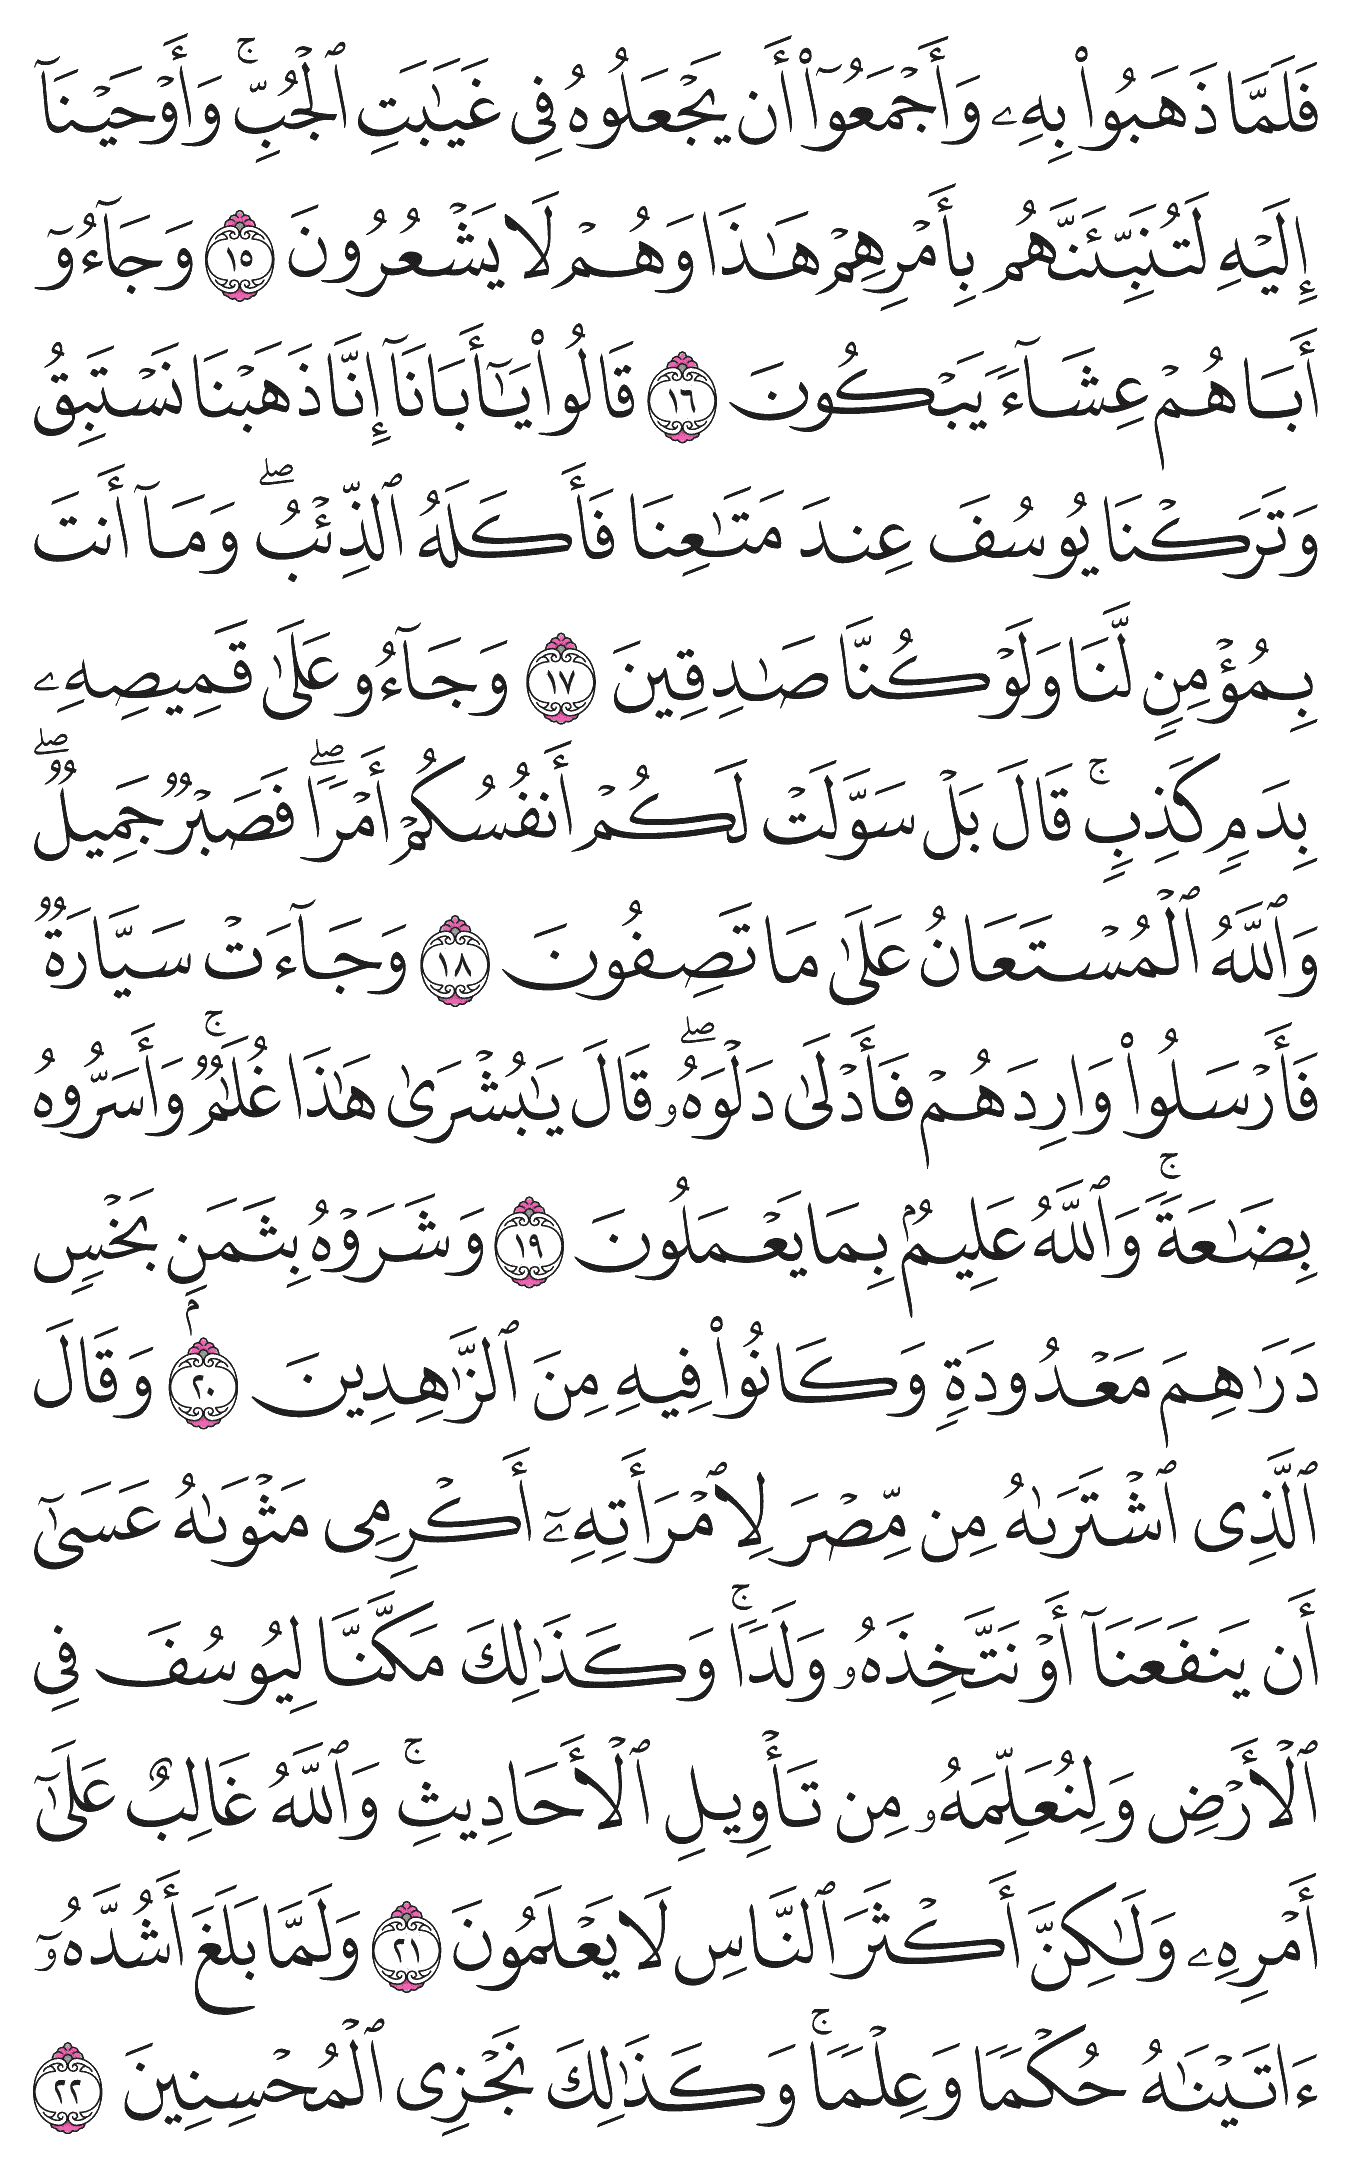 فَلَمَّا ذَهَبُوا۟ بِهِۦ وَأَجْمَعُوٓا۟ أَن يَجْعَلُوهُ فِى غَيَـٰبَتِ ٱلْجُبِّ ۚ وَأَوْحَيْنَآ
إِلَيْهِ لَتُنَبِّئَنَّهُم بِأَمْرِهِمْ هَـٰذَا وَهُمْ لَا يَشْعُرُونَ ١٥ وَجَآءُوٓ
أَبَاهُمْ عِشَآءً يَبْكُونَ ١٦ قَالُوا۟ يَـٰٓأَبَانَآ إِنَّا ذَهَبْنَا نَسْتَبِقُ
وَتَرَكْنَا يُوسُفَ عِندَ مَتَـٰعِنَا فَأَكَلَهُ ٱلذِّئْبُ ۖ وَمَآ أَنتَ
بِمُؤْمِنٍ لَّنَا وَلَوْ كُنَّا صَـٰدِقِينَ ١٧ وَجَآءُو عَلَىٰ قَمِيصِهِۦ
بِدَمٍ كَذِبٍ ۚ قَالَ بَلْ سَوَّلَتْ لَكُمْ أَنفُسُكُمْ أَمْرًا ۖ فَصَبْرٌ جَمِيلٌ ۖ
وَٱللَّهُ ٱلْمُسْتَعَانُ عَلَىٰ مَا تَصِفُونَ ١٨ وَجَآءَتْ سَيَّارَةٌ
فَأَرْسَلُوا۟ وَارِدَهُمْ فَأَدْلَىٰ دَلْوَهُۥ ۖ قَالَ يَـٰبُشْرَىٰ هَـٰذَا غُلَـٰمٌ ۚ وَأَسَرُّوهُ
بِضَـٰعَةً ۚ وَٱللَّهُ عَلِيمٌۢ بِمَا يَعْمَلُونَ ١٩ وَشَرَوْهُ بِثَمَنٍۭ بَخْسٍ
دَرَٰهِمَ مَعْدُودَةٍ وَكَانُوا۟ فِيهِ مِنَ ٱلزَّٰهِدِينَ ٢٠ وَقَالَ
ٱلَّذِى ٱشْتَرَىٰهُ مِن مِّصْرَ لِٱمْرَأَتِهِۦٓ أَكْرِمِى مَثْوَىٰهُ عَسَىٰٓ
أَن يَنفَعَنَآ أَوْ نَتَّخِذَهُۥ وَلَدًا ۚ وَكَذَٰلِكَ مَكَّنَّا لِيُوسُفَ فِى
ٱلْأَرْضِ وَلِنُعَلِّمَهُۥ مِن تَأْوِيلِ ٱلْأَحَادِيثِ ۚ وَٱللَّهُ غَالِبٌ عَلَىٰٓ
أَمْرِهِۦ وَلَـٰكِنَّ أَكْثَرَ ٱلنَّاسِ لَا يَعْلَمُونَ ٢١ وَلَمَّا بَلَغَ أَشُدَّهُۥٓ
ءَاتَيْنَـٰهُ حُكْمًا وَعِلْمًا ۚ وَكَذَٰلِكَ نَجْزِى ٱلْمُحْسِنِينَ ٢٢